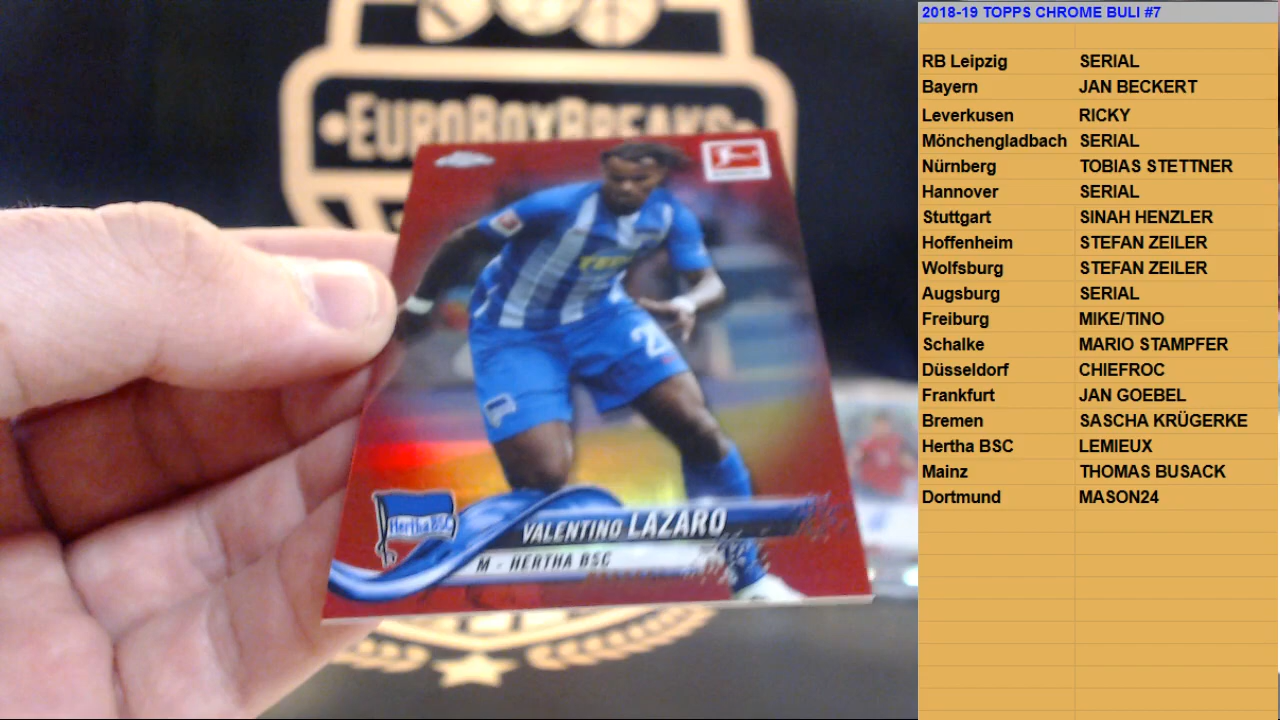 EUROBOXBREAKS
VALENTINO LAZARO
M - HERTHA BSC
Hertha BSC
2018-19 TOPPS CHROME BULI #7
RB Leipzig SERIAL
Bayern JAN BECKERT
Leverkusen RICKY
Mönchengladbach SERIAL
Nürnberg TOBIAS STETTNER
Hannover SERIAL
Stuttgart SINAH HENZLER
Hoffenheim STEFAN ZEILER
Wolfsburg STEFAN ZEILER
Augsburg SERIAL
Freiburg MIKE/TINO
Schalke MARIO STAMPFER
Düsseldorf CHIEFROC
Frankfurt JAN GOEBEL
Bremen SASCHA KRÜGERKE
Hertha BSC LEMIEUX
Mainz THOMAS BUSACK
Dortmund MASON24